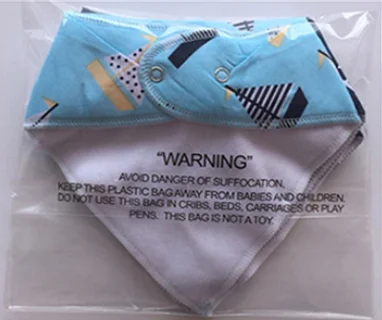 "WARNING"
AVOID DANGER OF SUFFOCATION.
KEEP THIS PLASTIC BAG AWAY FROM BABIES AND CHILDREN.
DO NOT USE THIS BAG IN CRIBS, BEDS, CARRIAGES OR PLAY
PENS. THIS BAG IS NOT A TOY.